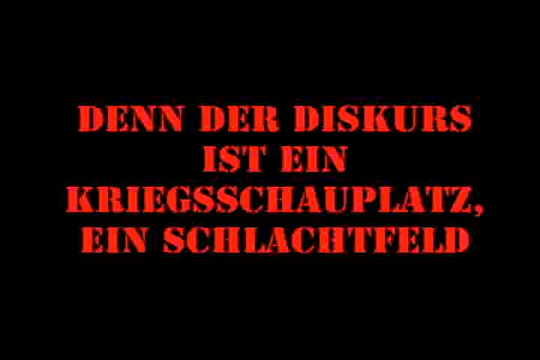 DENN DER DISKURS
IST EIN
KRIEGSSCHAUPLATZ,
EIN SCHLACHTFELD